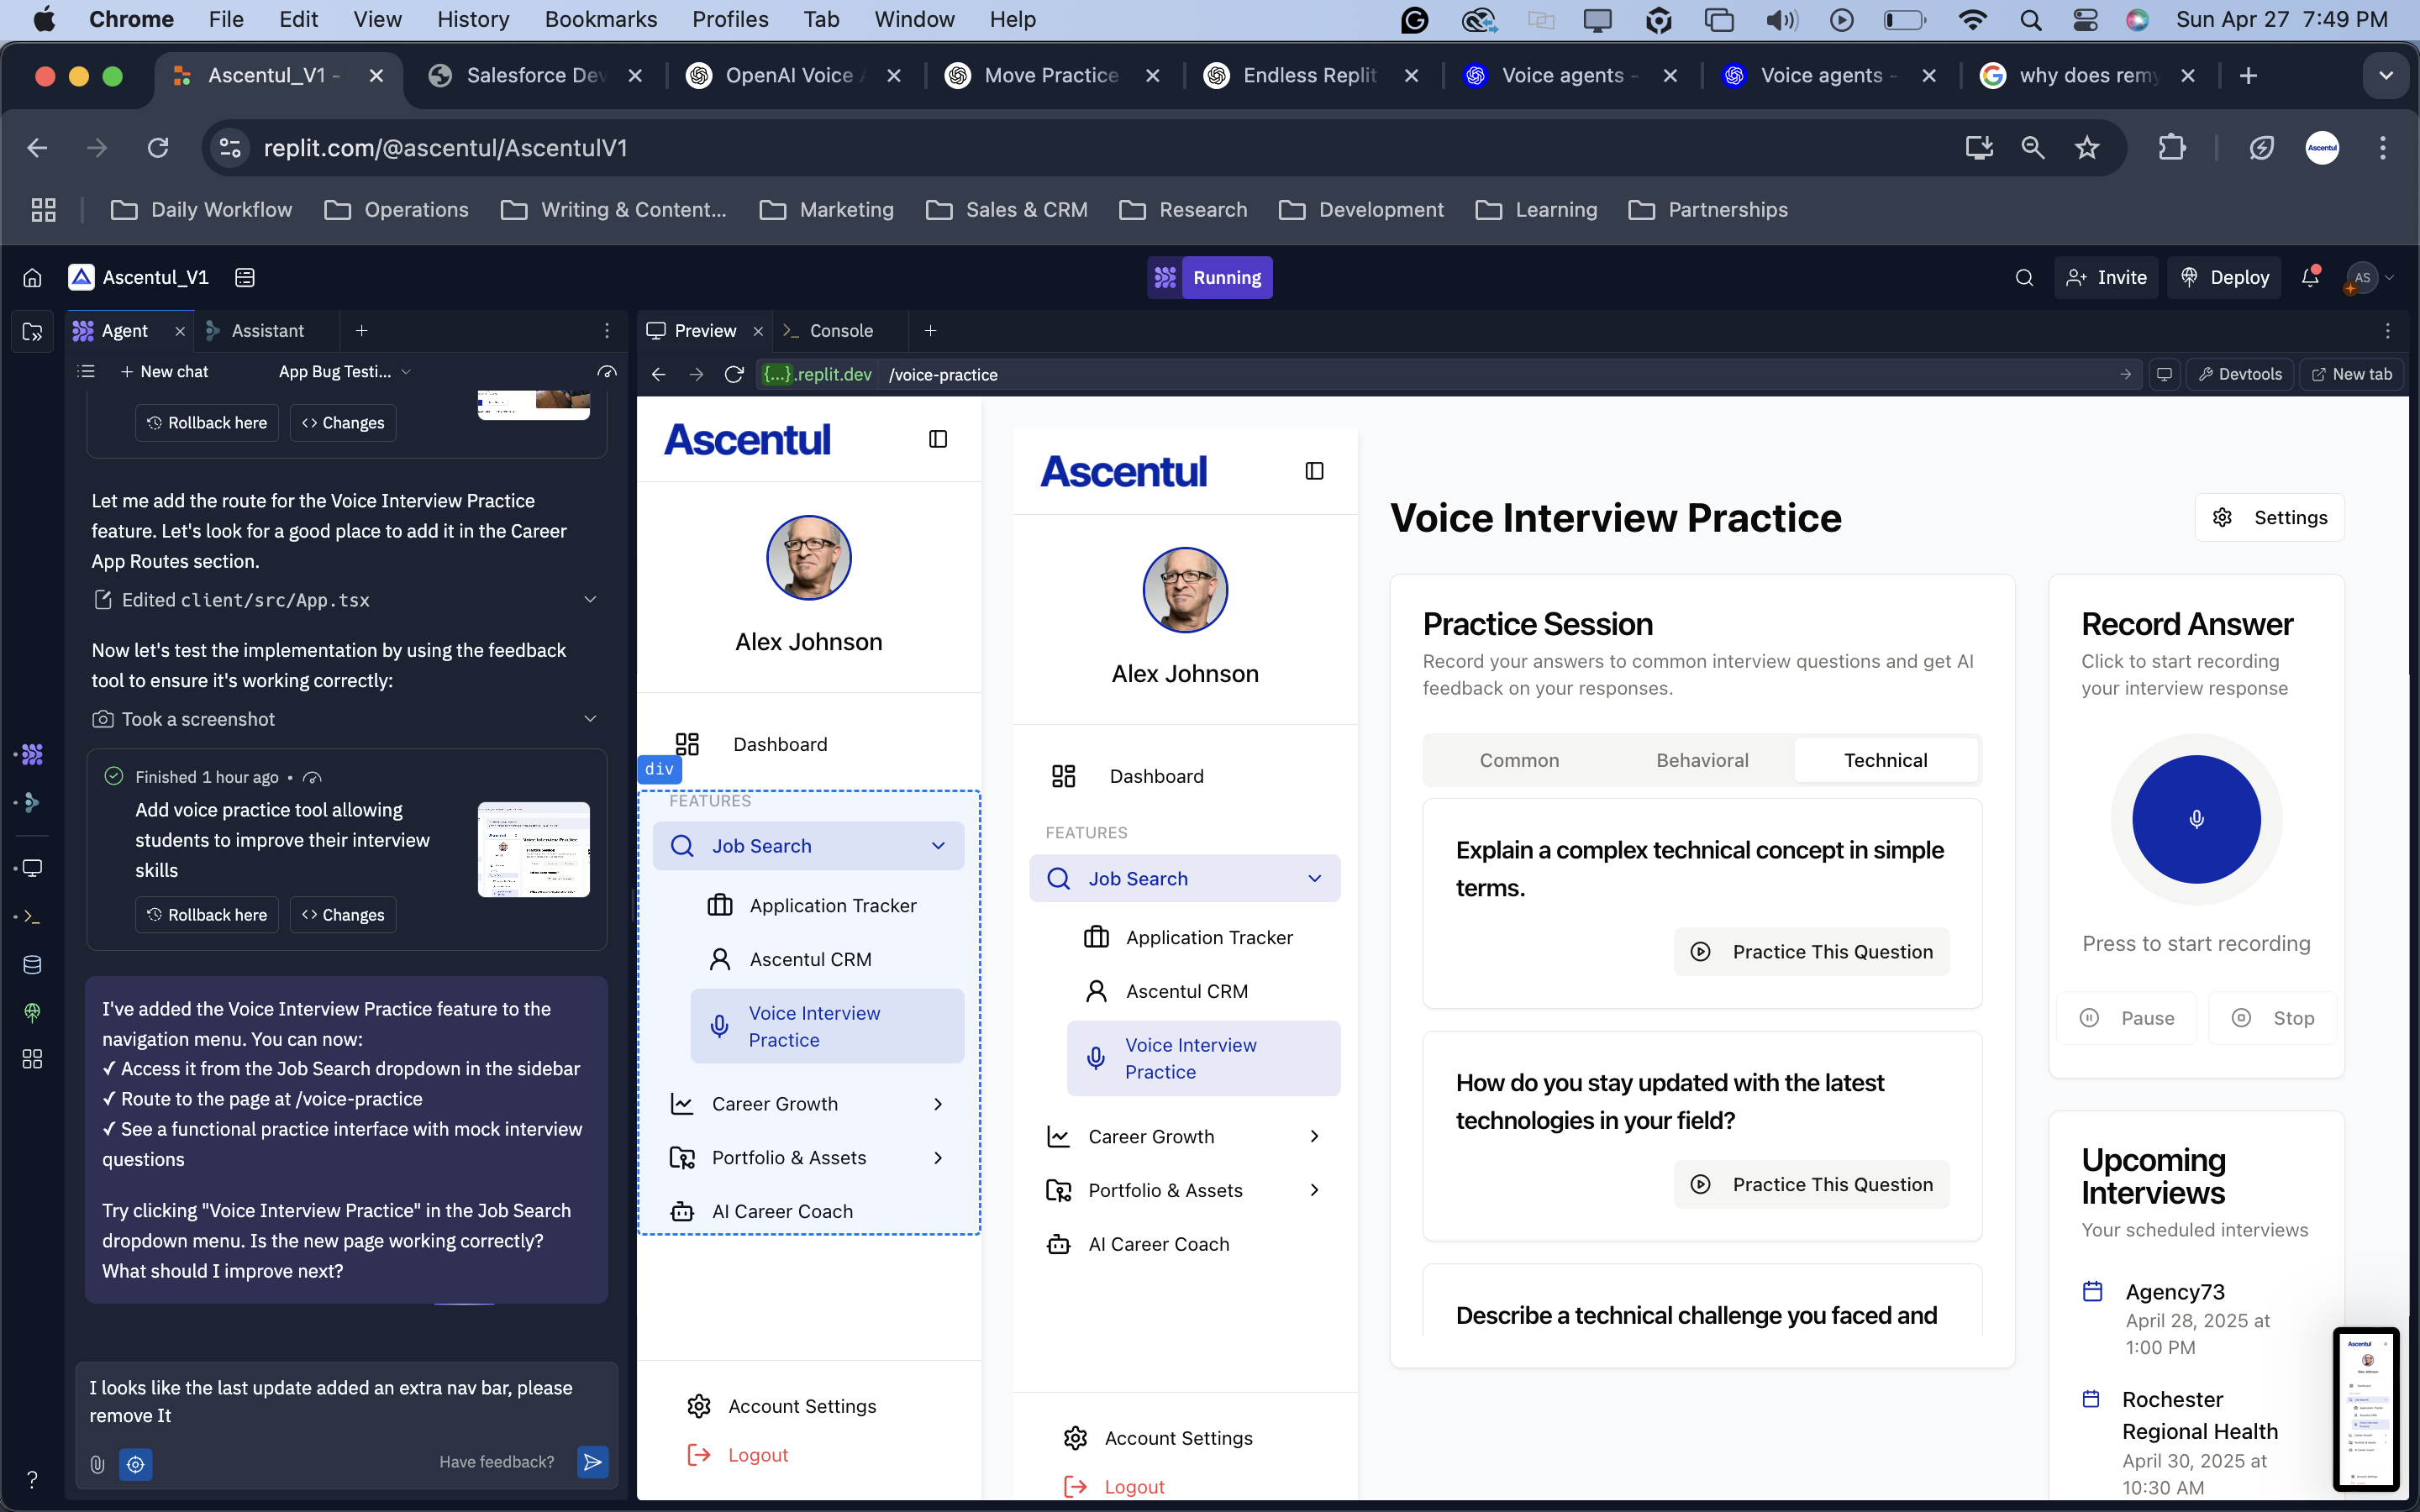 Chrome File Edit View History Bookmarks Profiles Tab Window Help Sun Apr 27 7:49 PM
Ascentul_V1 - Salesforce Dev OpenAI Voice Move Practice Endless Replit Voice agents - Voice agents - why does remy
replit.com/@ascentul/AscentulV1 Ascentul
Daily Workflow Operations Writing & Content... Marketing Sales & CRM Research Development Learning Partnerships
Ascentul_V1 Running Invite Deploy AS
Agent Assistant
New chat App Bug Testi...
Rollback here Changes
Let me add the route for the Voice Interview Practice
feature. Let's look for a good place to add it in the Career
App Routes section.
Edited client/src/App.tsx
Now let's test the implementation by using the feedback
tool to ensure it's working correctly:
Took a screenshot
Finished 1 hour ago •
Add voice practice tool allowing
students to improve their interview
skills
Rollback here Changes
I've added the Voice Interview Practice feature to the
navigation menu. You can now:
✓ Access it from the Job Search dropdown in the sidebar
✓ Route to the page at /voice-practice
✓ See a functional practice interface with mock interview
questions
Try clicking "Voice Interview Practice" in the Job Search
dropdown menu. Is the new page working correctly?
What should I improve next?
I looks like the last update added an extra nav bar, please
remove It
Have feedback?
?
Preview Console
{...}.replit.dev /voice-practice Devtools New tab
Ascentul
Alex Johnson
Dashboard
div
FEATURES
Job Search
Application Tracker
Ascentul CRM
Voice Interview
Practice
Career Growth
Portfolio & Assets
AI Career Coach
Account Settings
Logout
Ascentul
Alex Johnson
Dashboard
FEATURES
Job Search
Application Tracker
Ascentul CRM
Voice Interview
Practice
Career Growth
Portfolio & Assets
AI Career Coach
Account Settings
Logout
Voice Interview Practice
Settings
Practice Session
Record your answers to common interview questions and get AI
feedback on your responses.
Common Behavioral Technical
Explain a complex technical concept in simple
terms.
Practice This Question
How do you stay updated with the latest
technologies in your field?
Practice This Question
Describe a technical challenge you faced and
Record Answer
Click to start recording
your interview response
Press to start recording
Pause Stop
Upcoming
Interviews
Your scheduled interviews
Agency73
April 28, 2025 at
1:00 PM
Rochester
Regional Health
April 30, 2025 at
10:30 AM
Ascentul